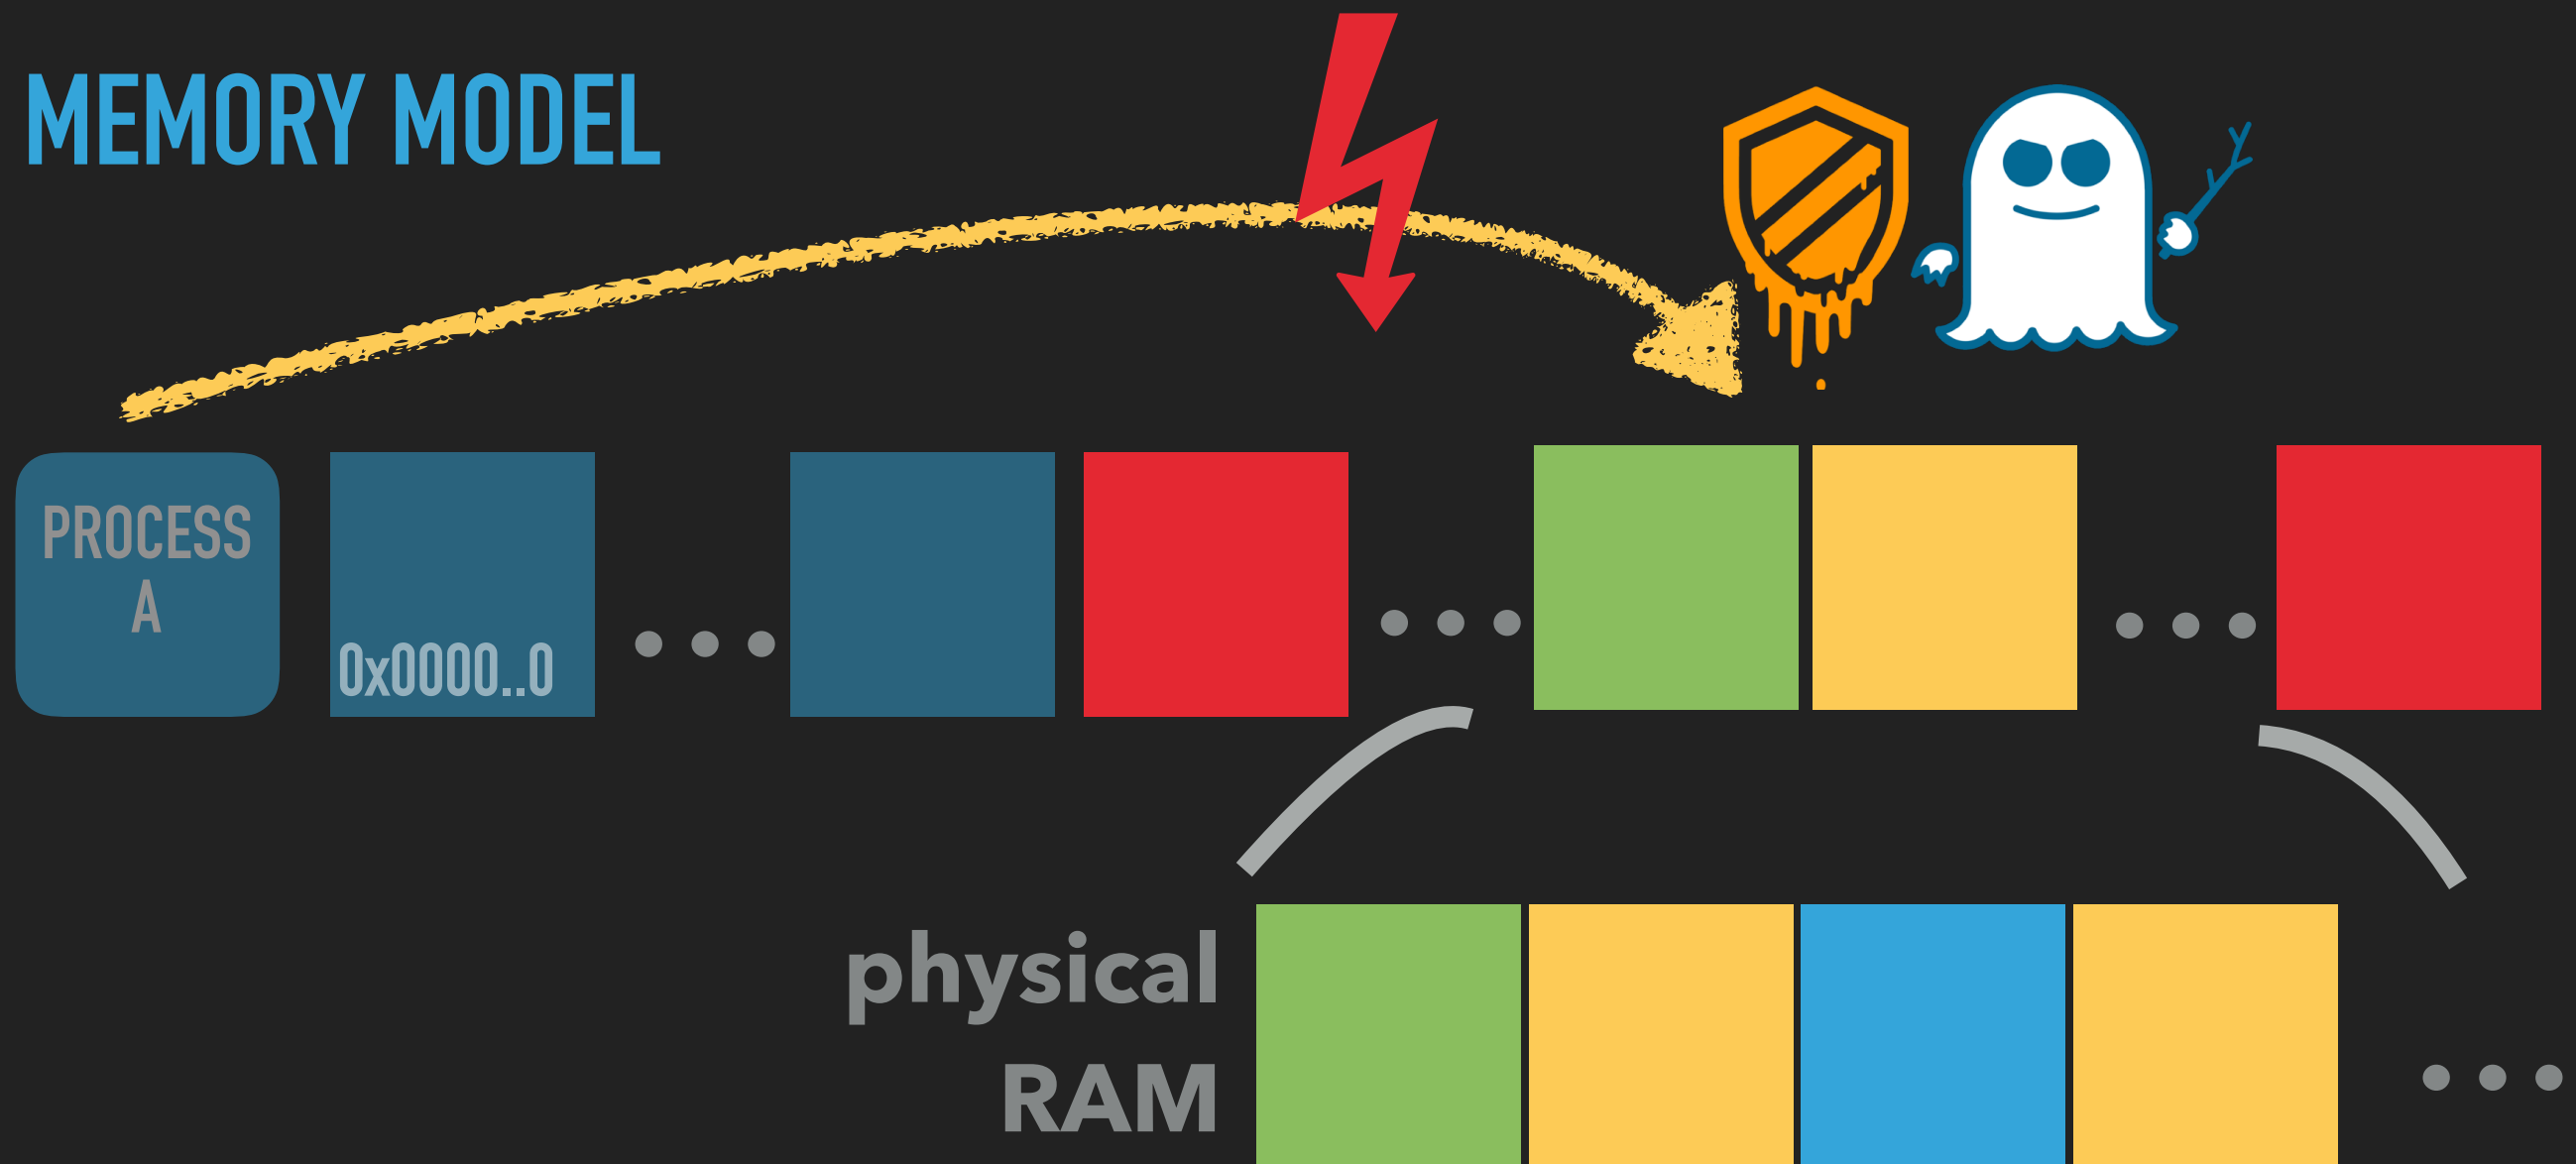 MEMORY MODEL
PROCESS
A
0x0000..0
physical
RAM